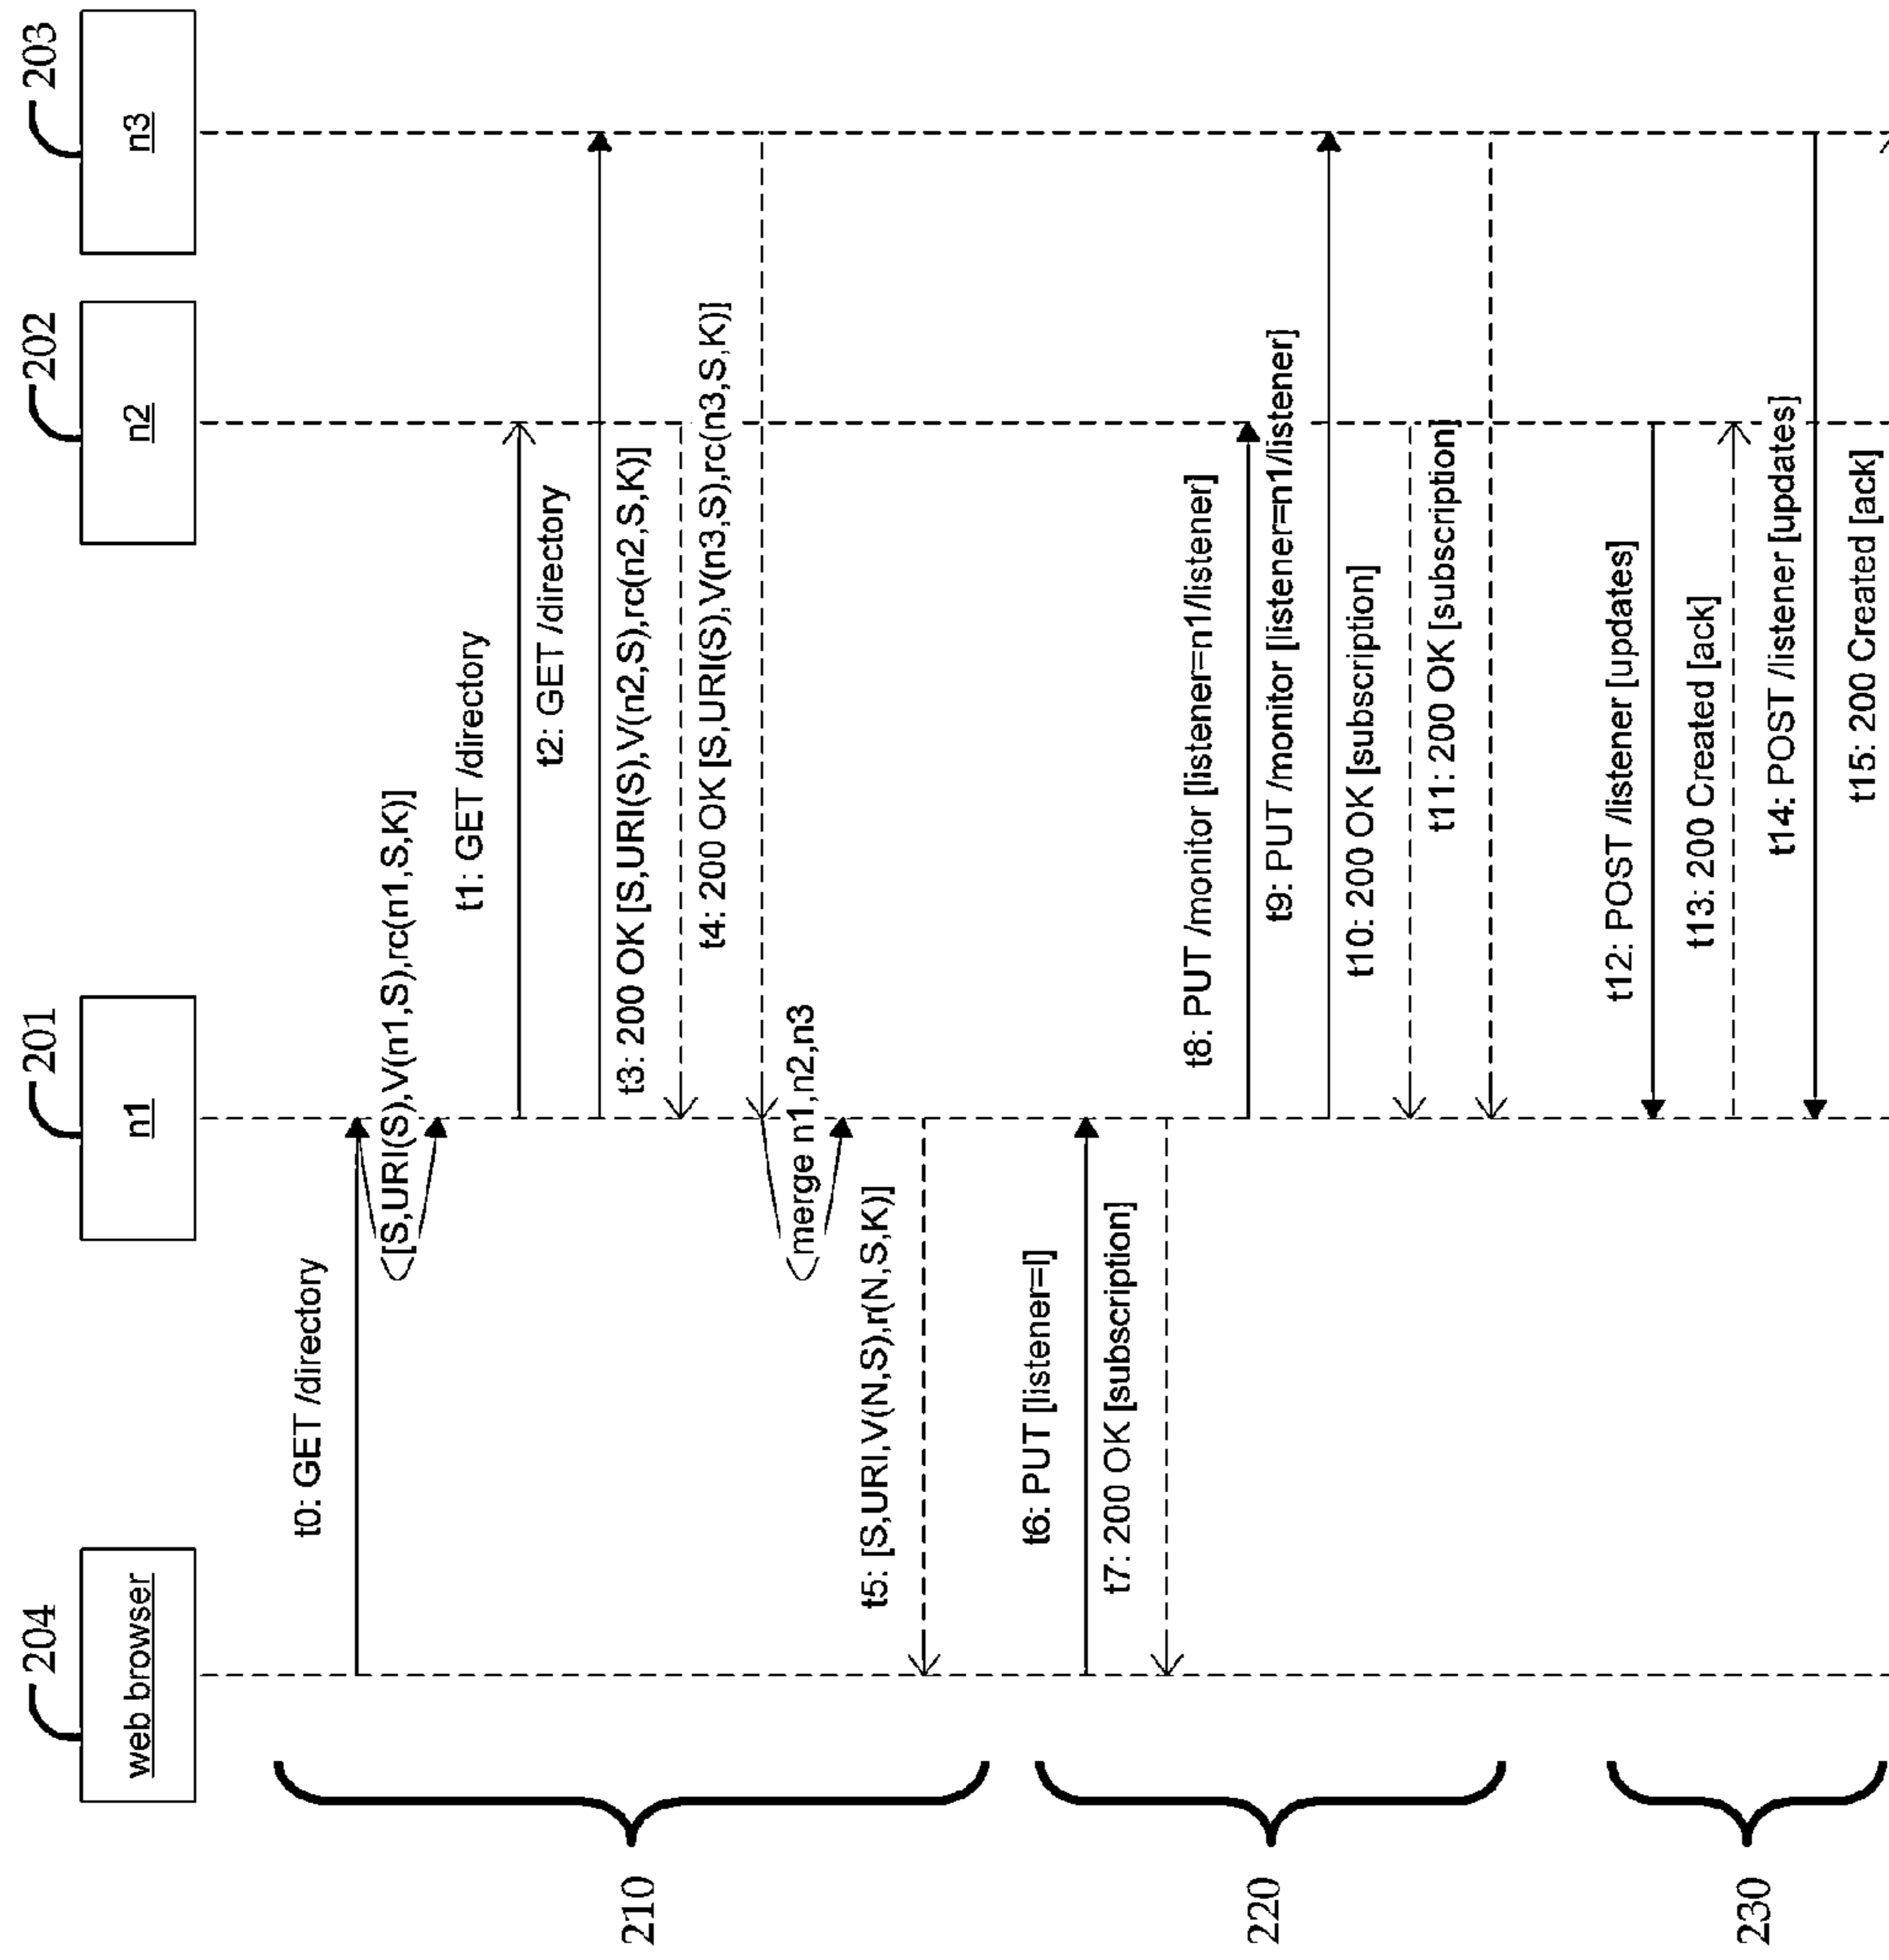 204
201
202
203
web browser
n1
n2
n3
t0: GET /directory
[S,URI(S),V(n1,S),rc(n1,S,K)]
t1: GET /directory
t2: GET /directory
t3: 200 OK [S,URI(S),V(n2,S),rc(n2,S,K)]
t4: 200 OK [S,URI(S),V(n3,S),rc(n3,S,K)]
merge n1,n2,n3
t5: [S,URI,V(N,S),r(N,S,K)]
210
t6: PUT [listener=l]
t7: 200 OK [subscription]
t8: PUT /monitor [listener=n1/listener]
t9: PUT /monitor [listener=n1/listener]
t10: 200 OK [subscription]
t11: 200 OK [subscription]
220
t12: POST /listener [updates]
t13: 200 Created [ack]
t14: POST /listener [updates]
t15: 200 Created [ack]
230